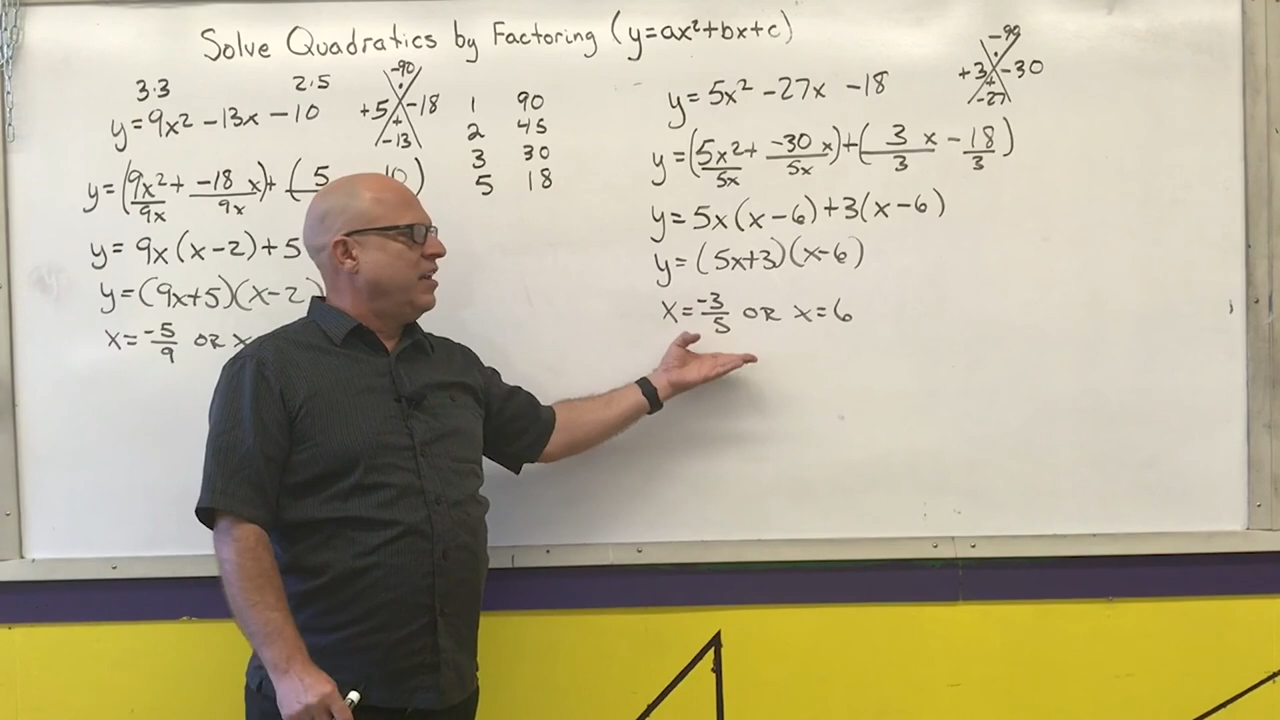 Solve Quadratics by Factoring (y=ax²+bx+c)
3·3 2·5
y=9x²-13x-10
-90
+5 -18
+
-13
1 90
2 45
3 30
5 18
y=(9x²/9x + -18x/9x)+(5 10)
y=9x(x-2)+5
y=(9x+5)(x-2)
x=-5/9 OR x
y=5x²-27x-18
-90
+3 -30
+
-27
y=(5x²/5x + -30x/5x)+(3x/3 - 18/3)
y=5x(x-6)+3(x-6)
y=(5x+3)(x-6)
x=-3/5 OR x=6